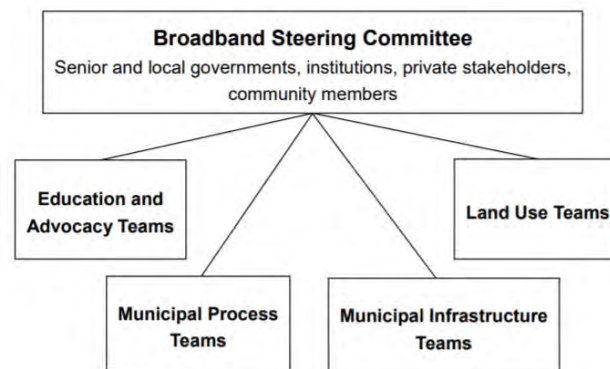 Broadband Steering Committee
Senior and local governments, institutions, private stakeholders,
community members
Education and
Advocacy Teams
Land Use Teams
Municipal Process
Teams
Municipal Infrastructure
Teams